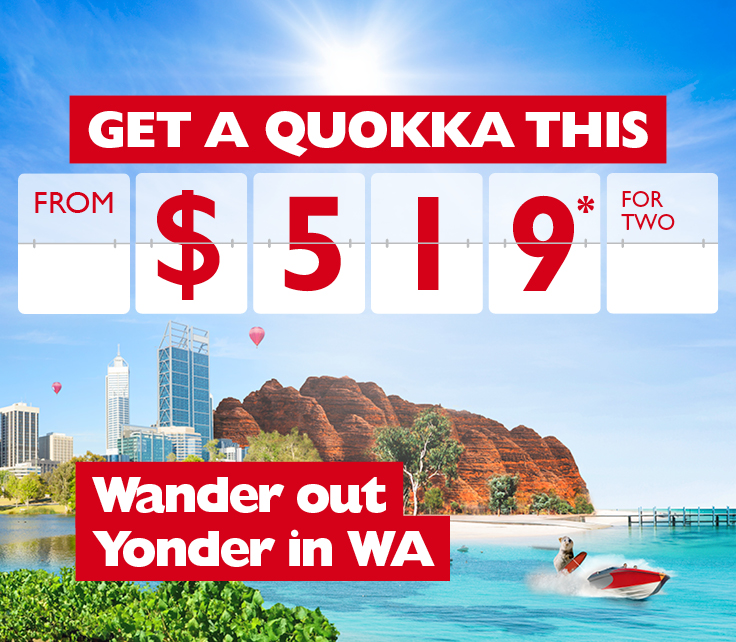 GET A QUOKKA THIS
FROM $519* FOR TWO
Wander out
Yonder in WA